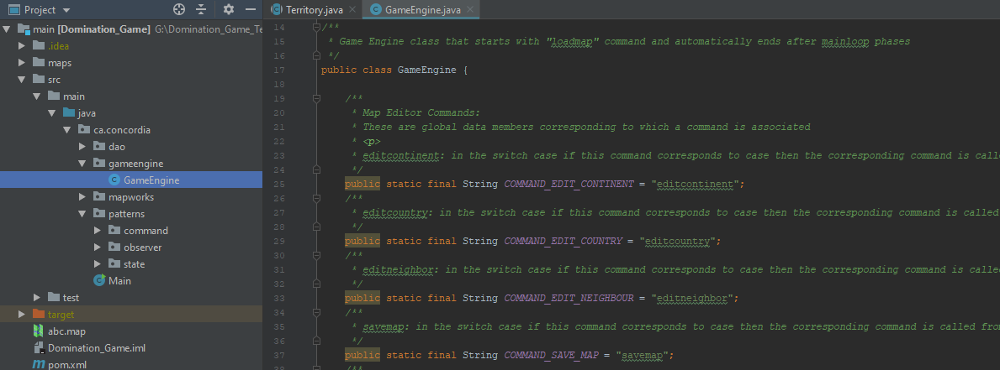 Project
Territory.java
GameEngine.java
main [Domination_Game] G:\Domination_Game_Te
.idea
maps
src
main
java
ca.concordia
dao
gameengine
GameEngine
mapworks
patterns
command
observer
state
Main
test
target
abc.map
Domination_Game.iml
pom.xml
14 /**
15 * Game Engine class that starts with "loadmap" command and automatically ends after mainloop phases
16 */
17 public class GameEngine {
18
19 /**
20 * Map Editor Commands:
21 * These are global data members corresponding to which a command is associated
22 * <p>
23 * editcontinent: in the switch case if this command corresponds to case then the corresponding command is calle
24 */
25 public static final String COMMAND_EDIT_CONTINENT = "editcontinent";
26 /**
27 * editcountry: in the switch case if this command corresponds to case then the corresponding command is called
28 */
29 public static final String COMMAND_EDIT_COUNTRY = "editcountry";
30 /**
31 * editneighbor: in the switch case if this command corresponds to case then the corresponding command is calle
32 */
33 public static final String COMMAND_EDIT_NEIGHBOUR = "editneighbor";
34 /**
35 * savemap: in the switch case if this command corresponds to case then the corresponding command is called fro
36 */
37 public static final String COMMAND_SAVE_MAP = "savemap";
38 /**